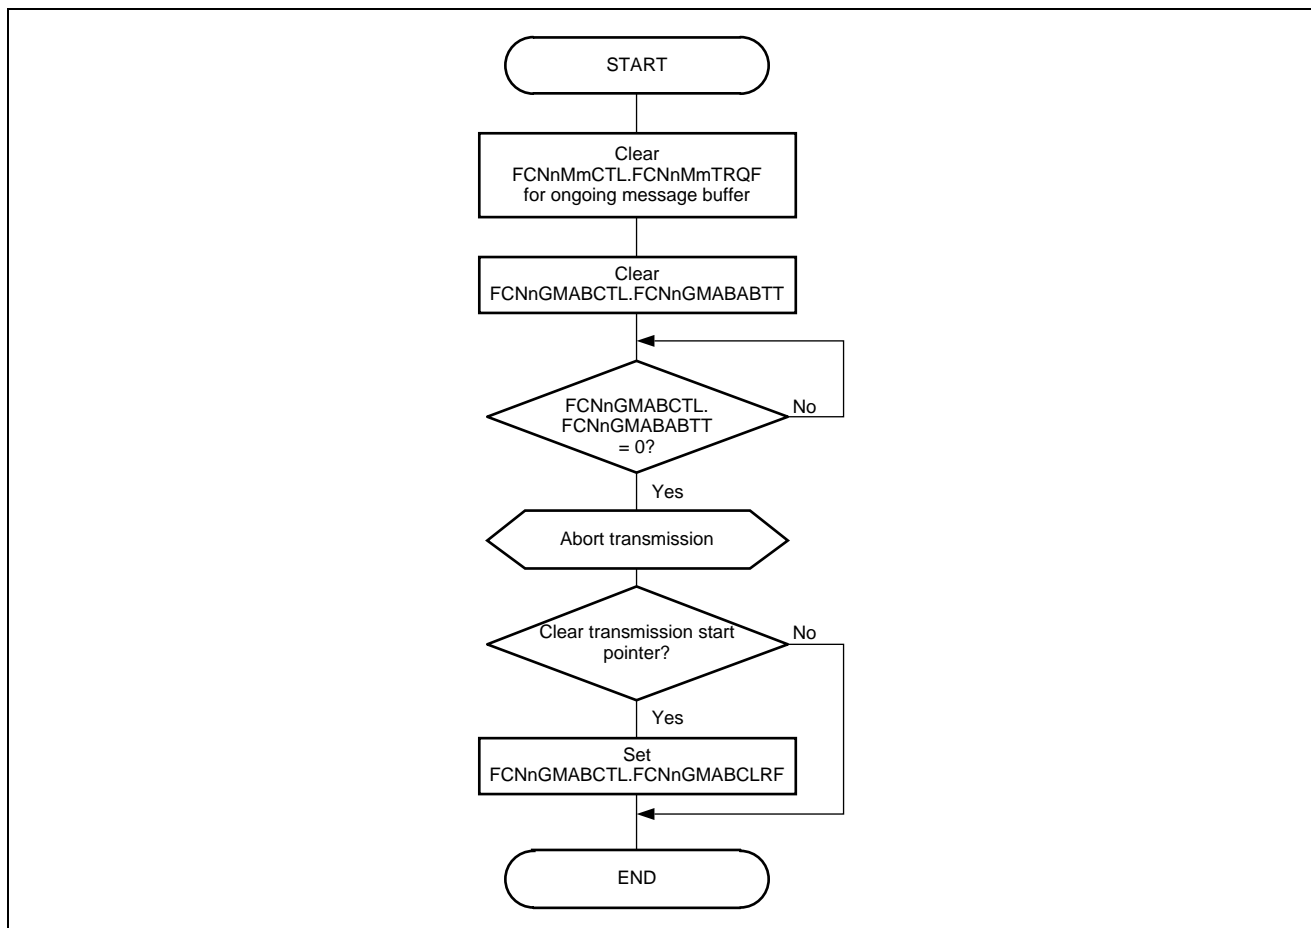 START
Clear
FCNnMmCTL.FCNnMmTRQF
for ongoing message buffer
Clear
FCNnGMABCTL.FCNnGMABABTT
FCNnGMABCTL.
FCNnGMABABTT
= 0?
No
Yes
Abort transmission
Clear transmission start
pointer?
No
Yes
Set
FCNnGMABCTL.FCNnGMABCLRF
END